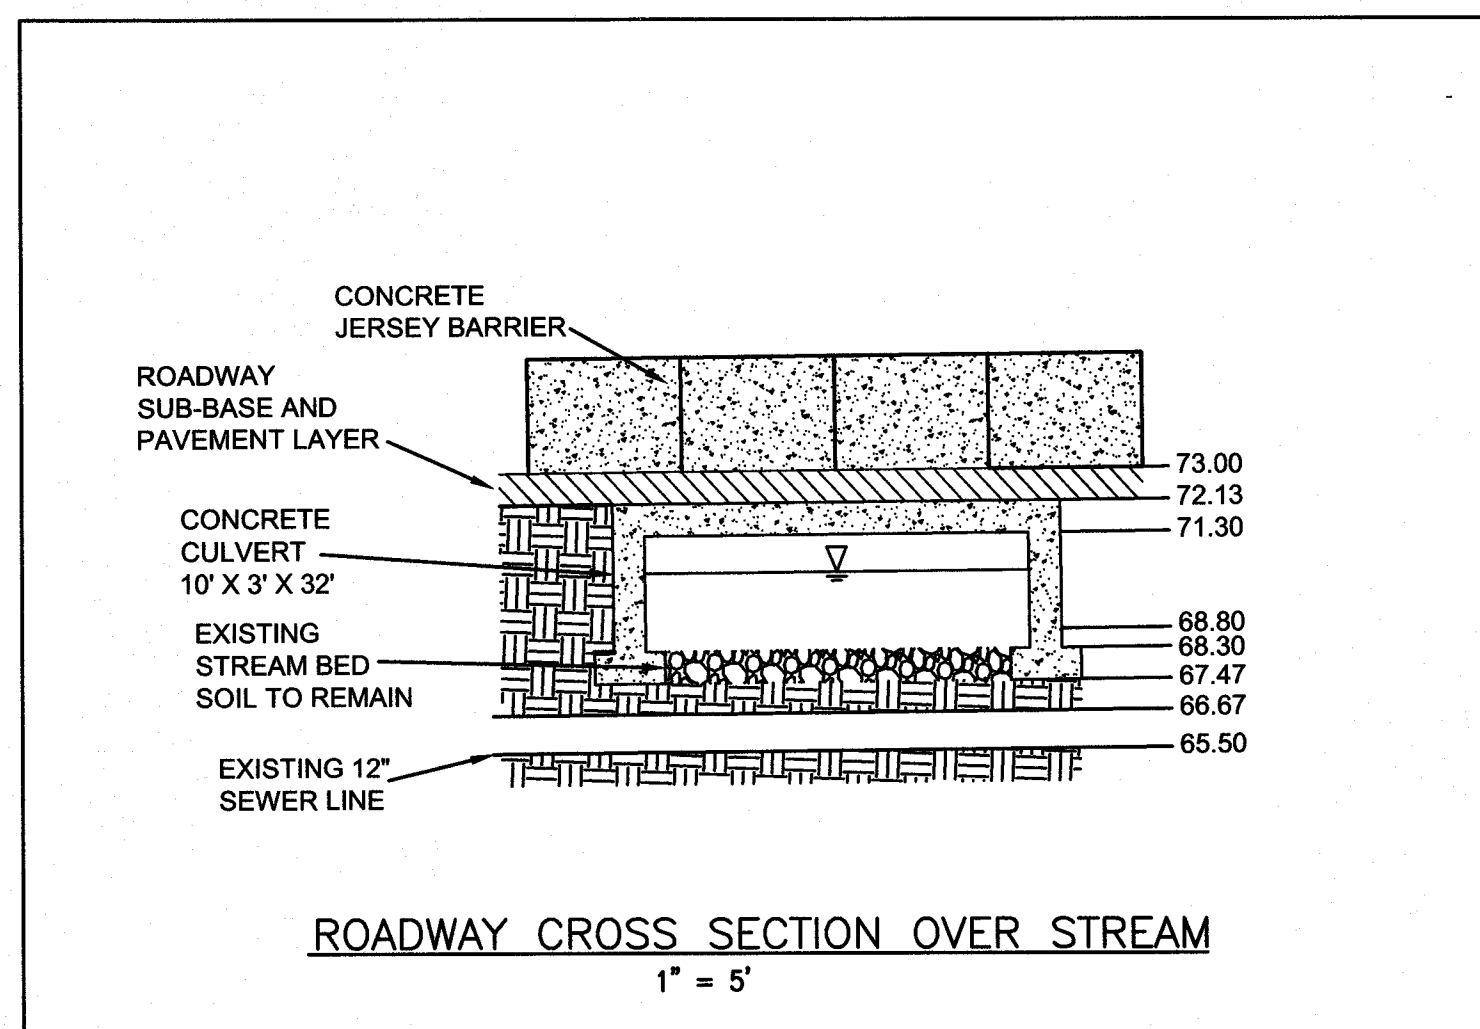 CONCRETE
JERSEY BARRIER
ROADWAY
SUB-BASE AND
PAVEMENT LAYER
73.00
72.13
CONCRETE
CULVERT
10' X 3' X 32'
71.30
EXISTING
STREAM BED
SOIL TO REMAIN
68.80
68.30
67.47
66.67
65.50
EXISTING 12"
SEWER LINE
ROADWAY CROSS SECTION OVER STREAM
1" = 5'